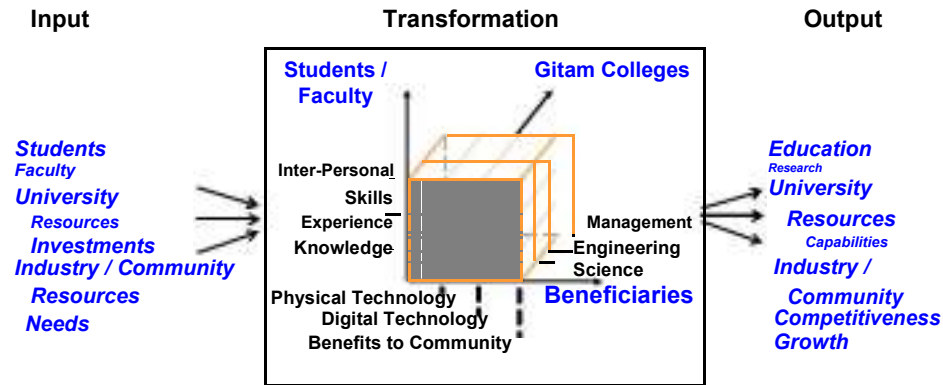 Input
Transformation
Output
Students
Faculty
University
Resources
Investments
Industry / Community
Resources
Needs
Students /
Faculty
Gitam Colleges
Inter-Personal
Skills
Experience
Knowledge
Management
Engineering
Science
Beneficiaries
Physical Technology
Digital Technology
Benefits to Community
Education
Research
University
Resources
Capabilities
Industry /
Community
Competitiveness
Growth